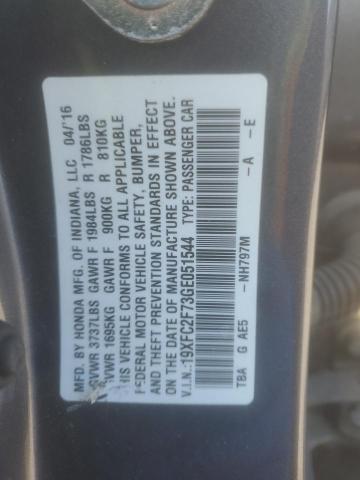 MFD. BY HONDA MFG. OF INDIANA, LLC 04/'16
GVWR 3737LBS GAWR F 1984LBS R 1786LBS
GVWR 1695KG GAWR F 900KG R 810KG
THIS VEHICLE CONFORMS TO ALL APPLICABLE
FEDERAL MOTOR VEHICLE SAFETY, BUMPER,
AND THEFT PREVENTION STANDARDS IN EFFECT
ON THE DATE OF MANUFACTURE SHOWN ABOVE.
V.I.N.: 19XFC2F73GE051544 TYPE: PASSENGER CAR
TBA G AE5 -NH797M -A -E